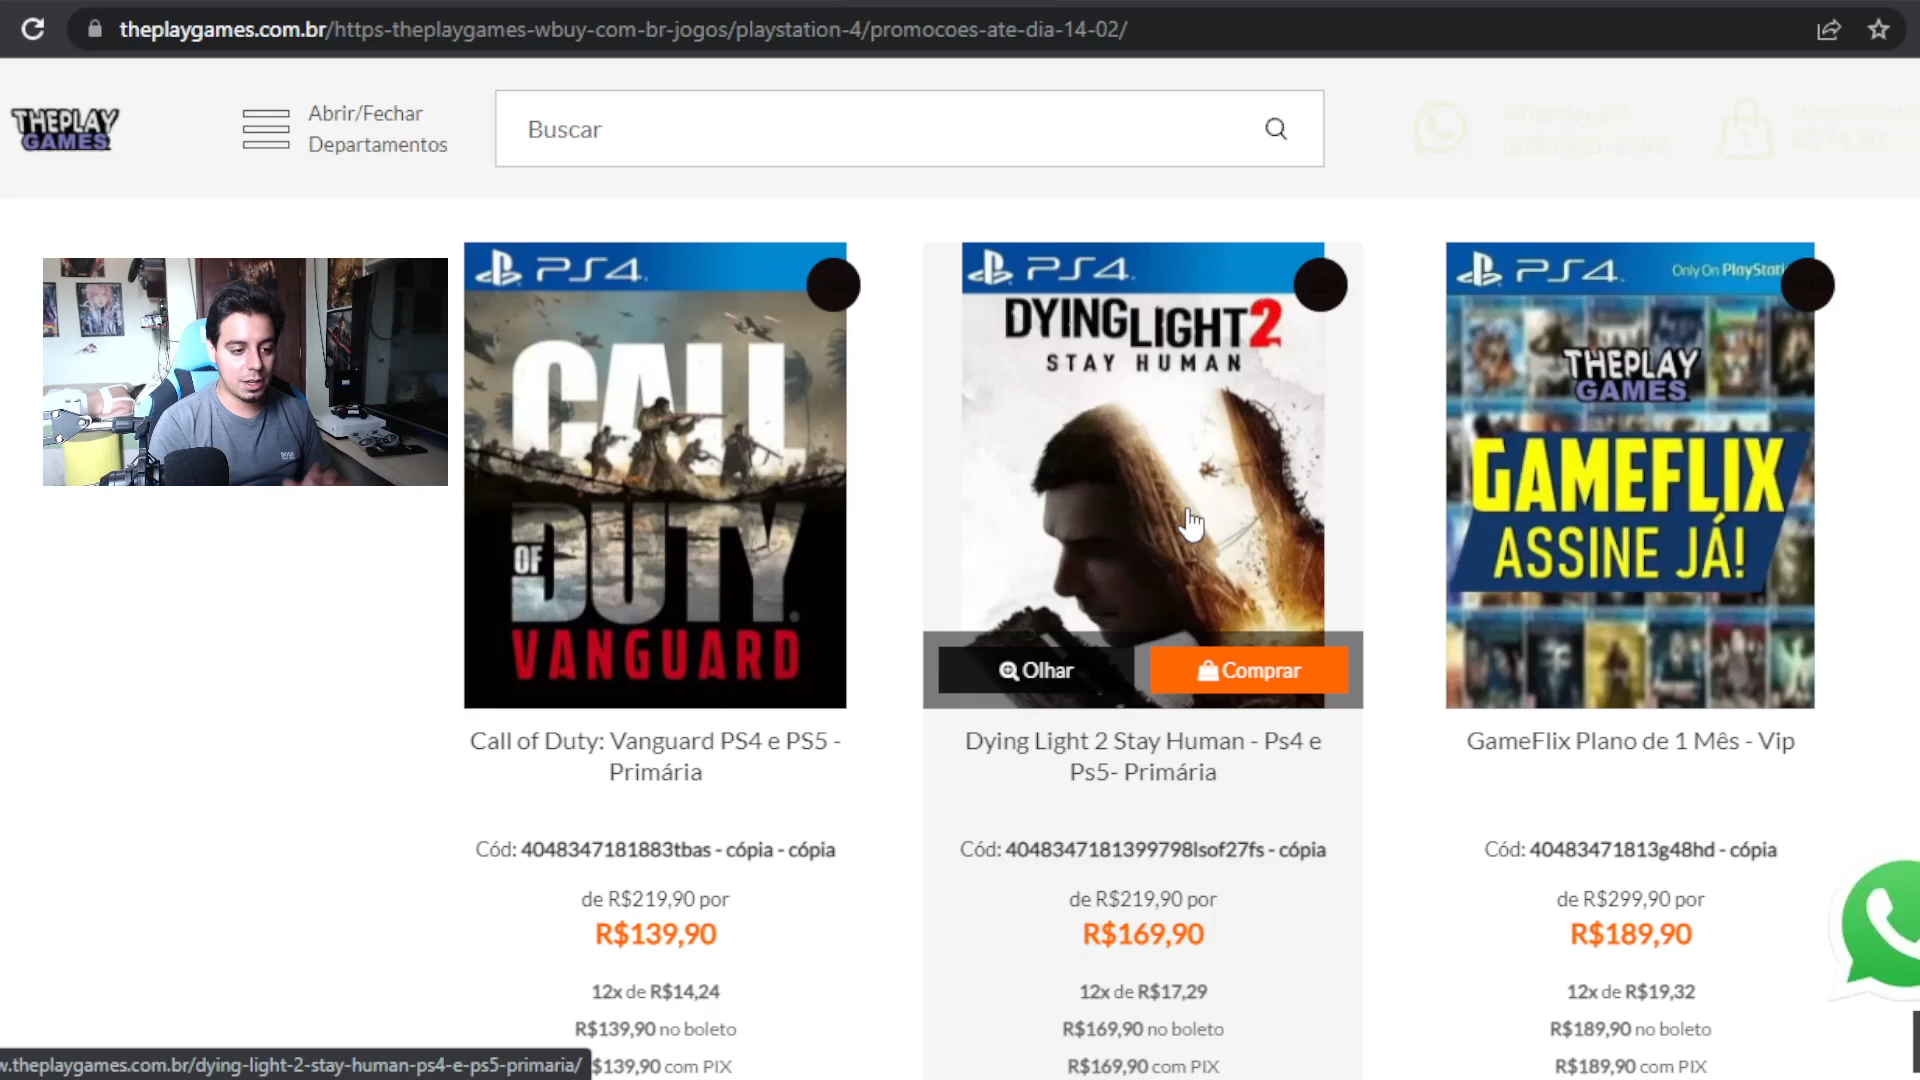 theplaygames.com.br/https-theplaygames-wbuy-com-br-jogos/playstation-4/promocoes-ate-dia-14-02/
THEPLAY
GAMES
Abrir/Fechar
Departamentos
Buscar
PS4
CALL
OF DUTY
VANGUARD
PS4
DYING LIGHT 2
STAY HUMAN
Olhar
Comprar
PS4
Only On PlayStati
THEPLAY
GAMES
GAMEFLIX
ASSINE JÁ!
Call of Duty: Vanguard PS4 e PS5 -
Primária
Cód: 4048347181883tbas - cópia - cópia
de R$219,90 por
R$139,90
12x de R$14,24
R$139,90 no boleto
$139,90 com PIX
Dying Light 2 Stay Human - Ps4 e
Ps5- Primária
Cód: 4048347181399798lsof27fs - cópia
de R$219,90 por
R$169,90
12x de R$17,29
R$169,90 no boleto
R$169,90 com PIX
GameFlix Plano de 1 Mês - Vip
Cód: 40483471813g48hd - cópia
de R$299,90 por
R$189,90
12x de R$19,32
R$189,90 no boleto
R$189,90 com PIX
w.theplaygames.com.br/dying-light-2-stay-human-ps4-e-ps5-primaria/